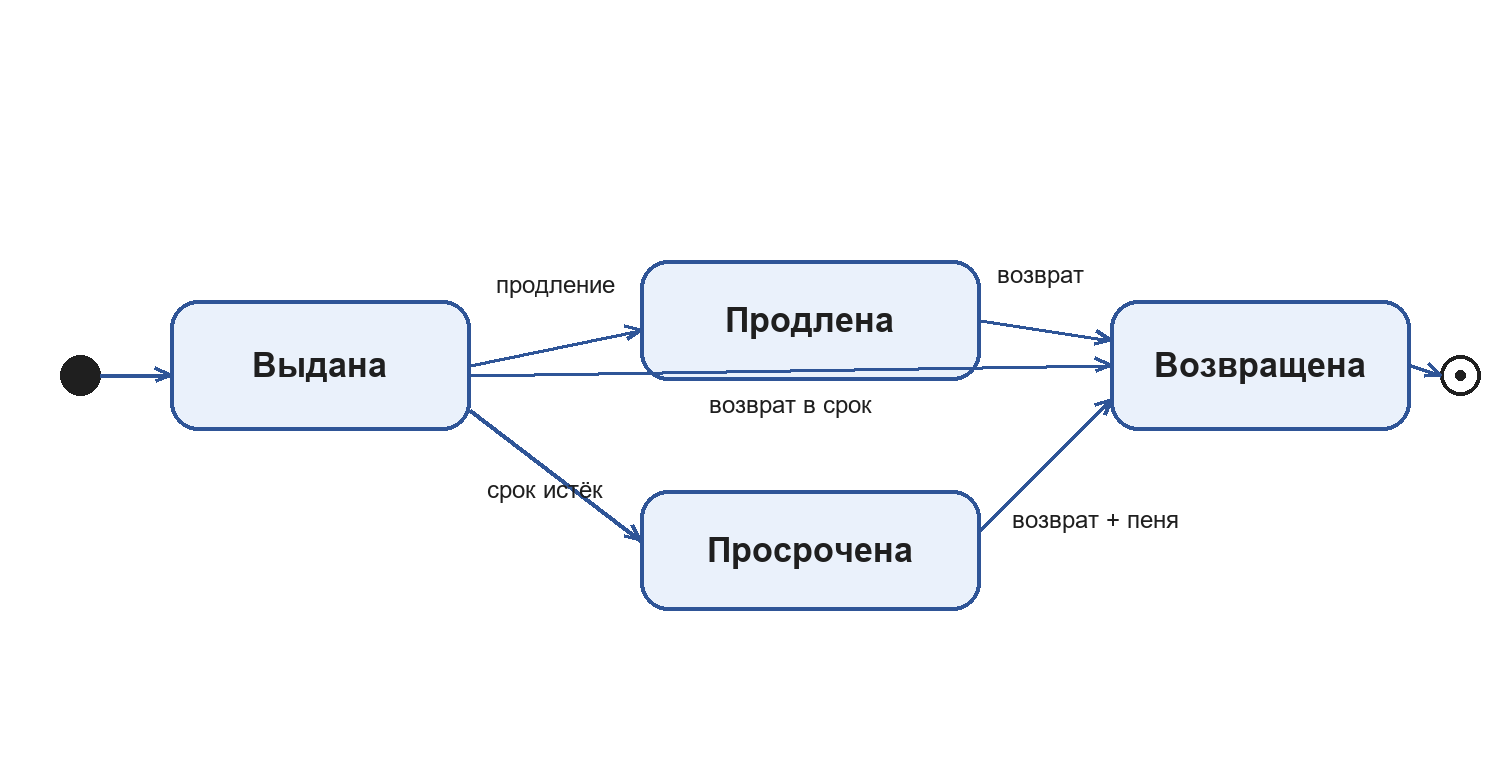 продление
возврат
Выдана
Продлена
Возвращена
возврат в срок
срок истёк
Просрочена
возврат + пеня